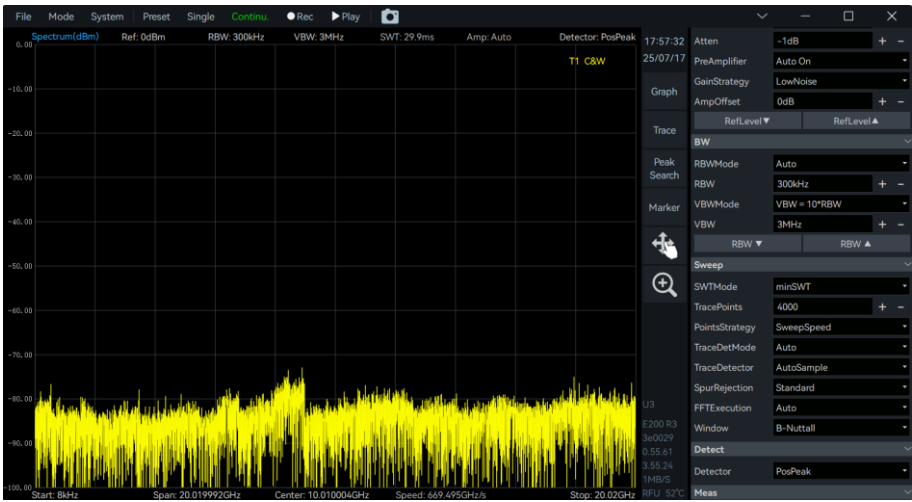 File Mode System Preset Single Continu. Rec Play
Spectrum(dBm) Ref: 0dBm RBW: 300kHz VBW: 3MHz SWT: 29.9ms Amp: Auto Detector: PosPeak
T1 C&W
0.00
-10.00
-20.00
-30.00
-40.00
-50.00
-60.00
-70.00
-80.00
-90.00
-100.00
Start: 8kHz Span: 20.019992GHz Center: 10.010004GHz Speed: 669.495GHz/s Stop: 20.02GHz
17:57:32
25/07/17
Graph
Trace
Peak
Search
Marker
U3
E200 R3
3e0029
0.55.61
3.55.24
1MB/S
RFU 52°C
Atten -1dB + -
PreAmplifier Auto On
GainStrategy LowNoise
AmpOffset 0dB + -
RefLevel▼ RefLevel▲
BW
RBWMode Auto
RBW 300kHz + -
VBWMode VBW = 10*RBW
VBW 3MHz + -
RBW ▼ RBW ▲
Sweep
SWTMode minSWT
TracePoints 4000 + -
PointsStrategy SweepSpeed
TraceDetMode Auto
TraceDetector AutoSample
SpurRejection Standard
FFTExecution Auto
Window B-Nuttall
Detect
Detector PosPeak
Meas